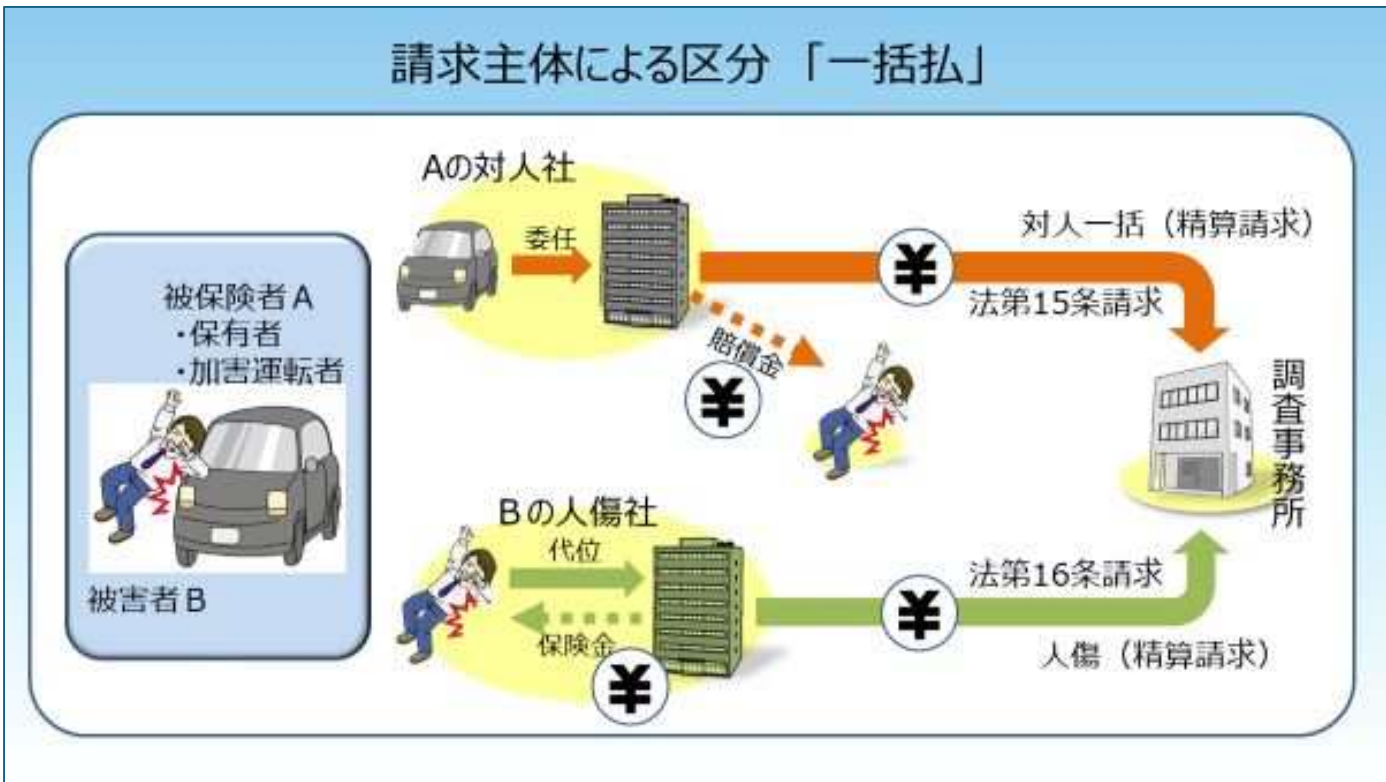 請求主体による区分 「一括払」
被保険者A
・保有者
・加害運転者
被害者B
Aの対人社
委任
賠償金
¥
対人一括（精算請求）
¥
法第15条請求
Bの人傷社
代位
保険金
¥
法第16条請求
¥
人傷（精算請求）
調査事務所